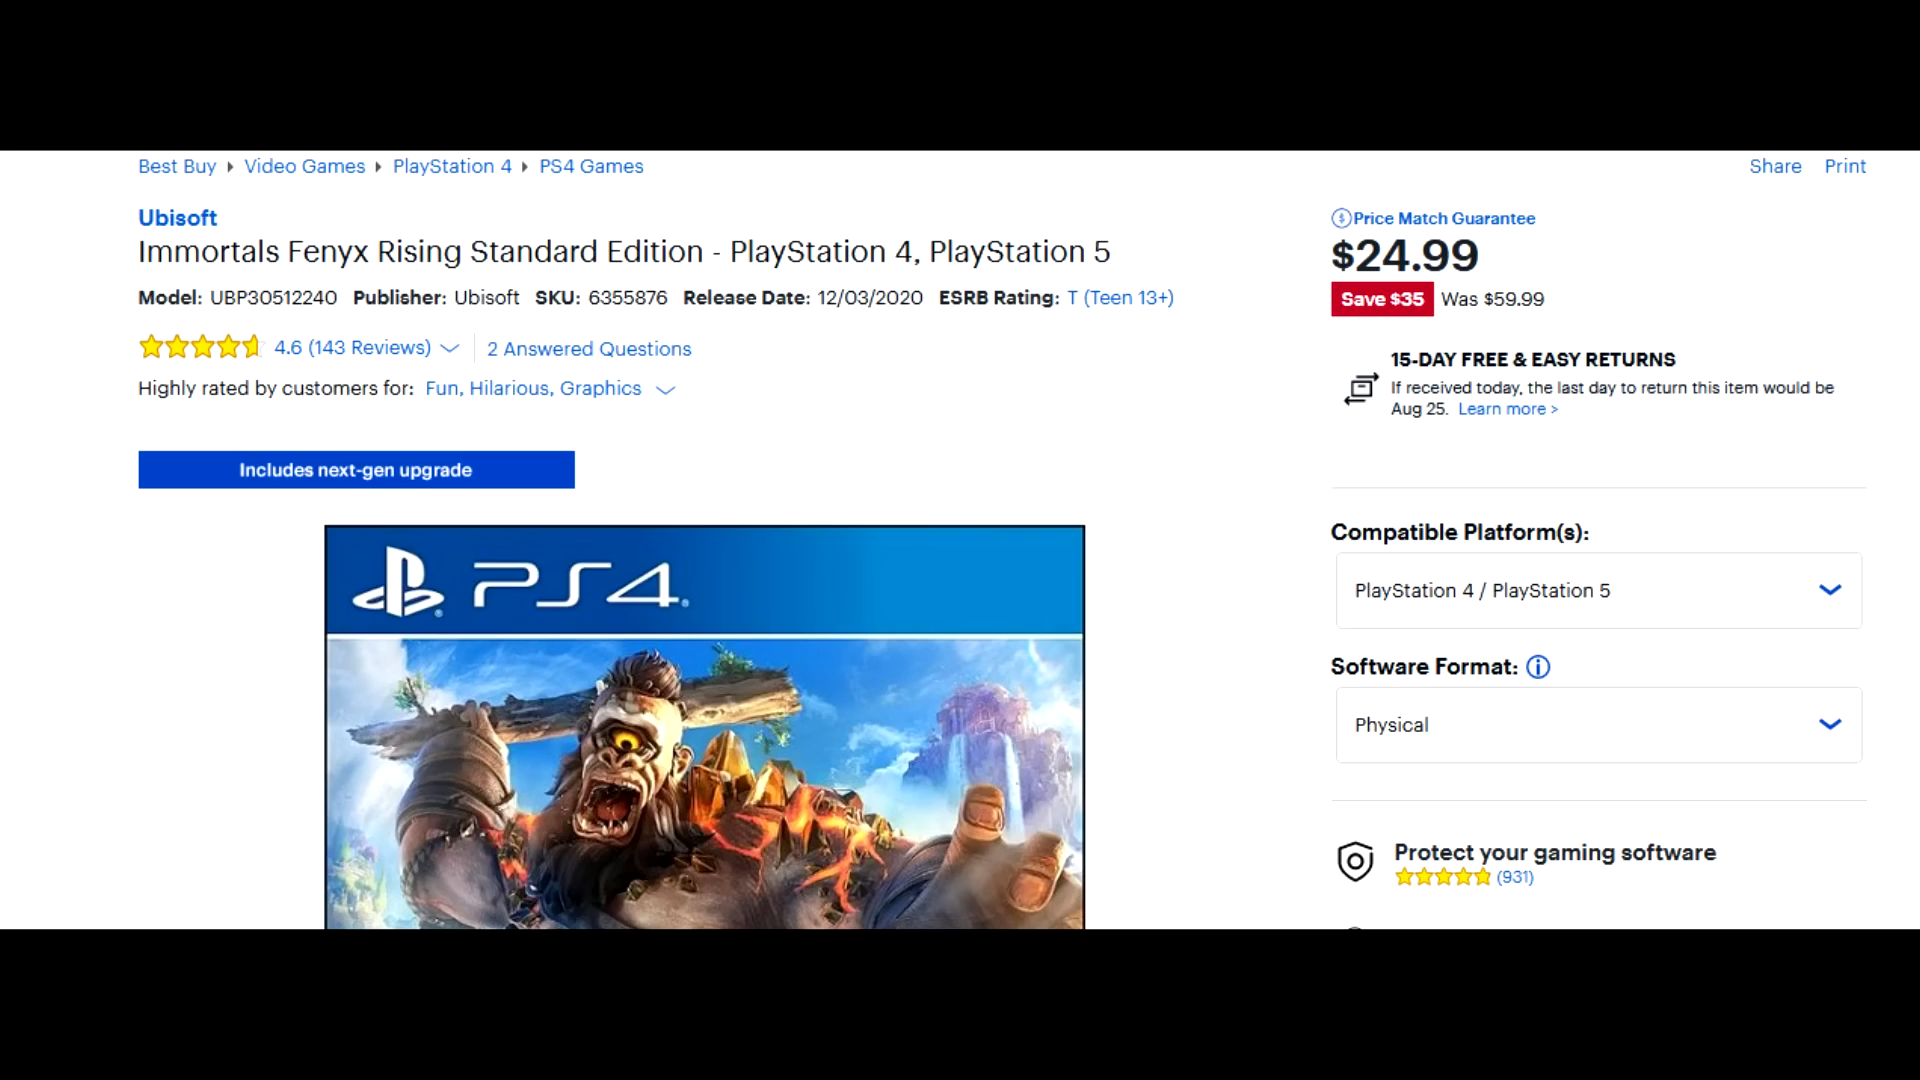 Best Buy Video Games PlayStation 4 PS4 Games
Share Print
Ubisoft
Immortals Fenyx Rising Standard Edition - PlayStation 4, PlayStation 5
Model: UBP30512240 Publisher: Ubisoft SKU: 6355876 Release Date: 12/03/2020 ESRB Rating: T (Teen 13+)
4.6 (143 Reviews) 2 Answered Questions
Highly rated by customers for: Fun, Hilarious, Graphics
Includes next-gen upgrade
PS4
Price Match Guarantee
$24.99
Save $35 Was $59.99
15-DAY FREE & EASY RETURNS
If received today, the last day to return this item would be
Aug 25. Learn more >
Compatible Platform(s):
PlayStation 4 / PlayStation 5
Software Format:
Physical
Protect your gaming software
(931)